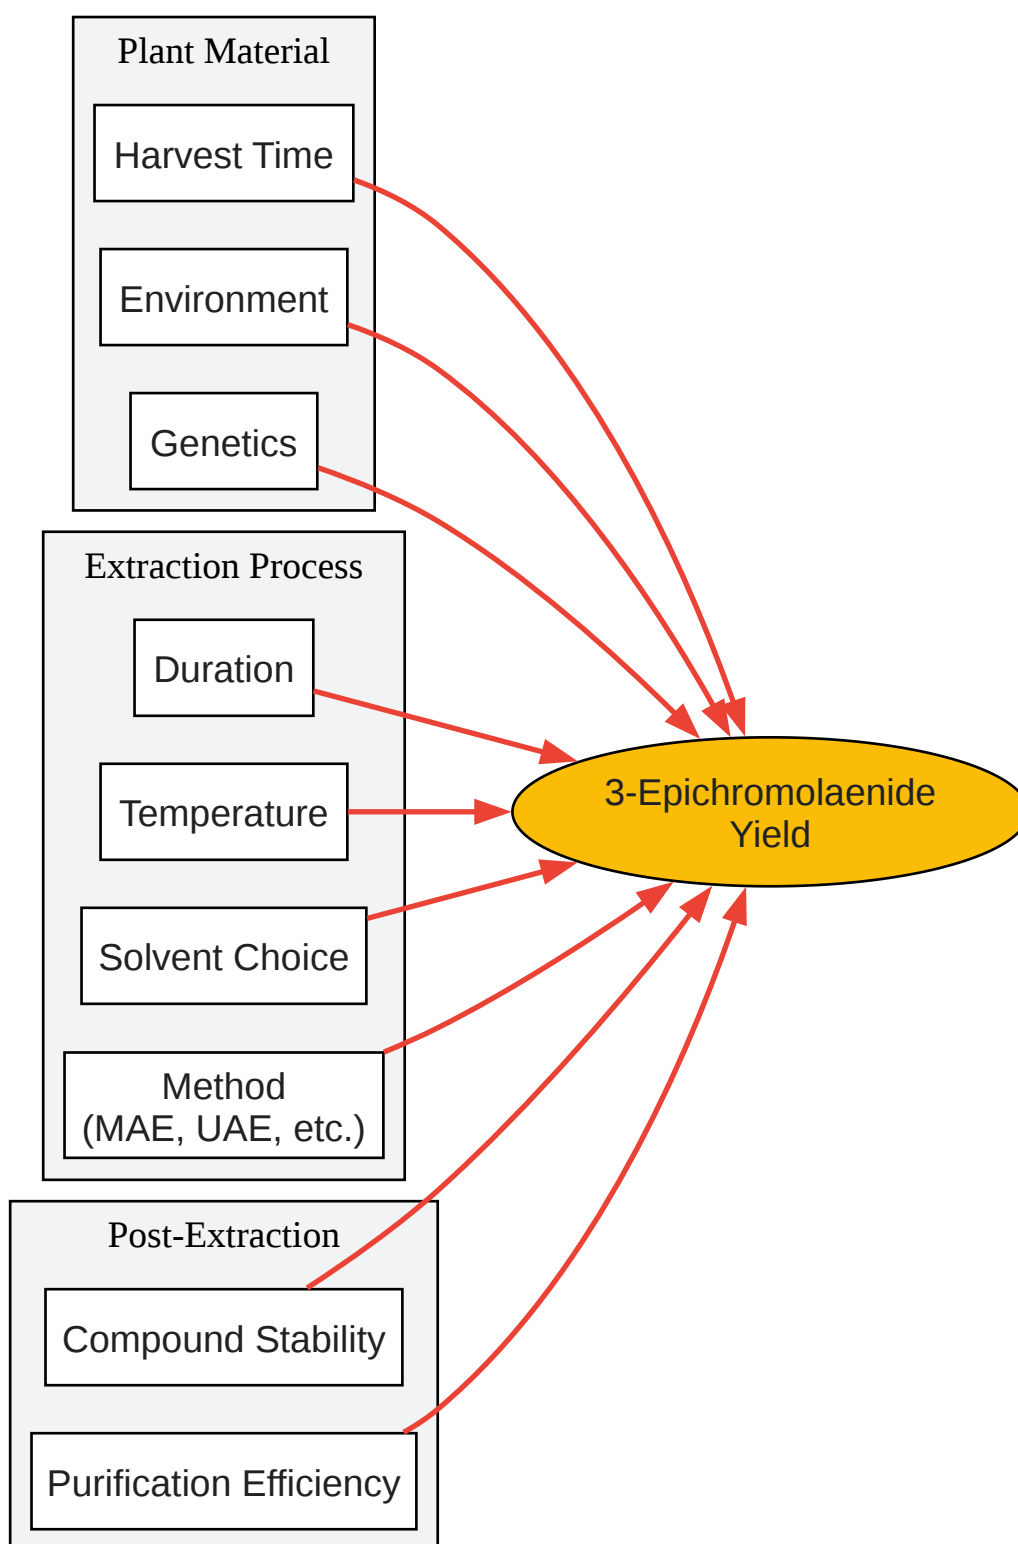 Plant Material
Harvest Time
Environment
Genetics
Extraction Process
Duration
Temperature
Solvent Choice
Method
(MAE, UAE, etc.)
3-Epichromolaenide
Yield
Post-Extraction
Compound Stability
Purification Efficiency